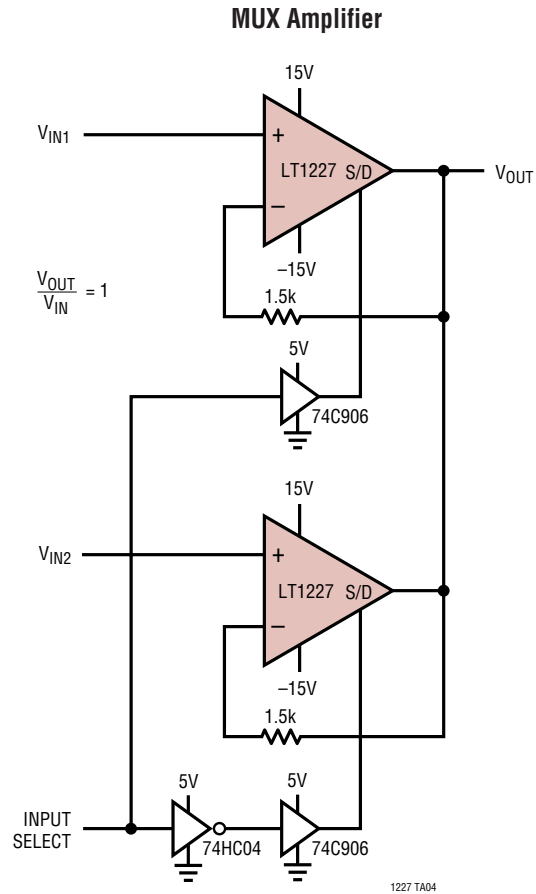 MUX Amplifier
15V
V_IN1
+
LT1227 S/D
V_OUT
–
–15V
V_OUT
V_IN
= 1
1.5k
5V
74C906
15V
V_IN2
+
LT1227 S/D
–
–15V
1.5k
5V
5V
INPUT
SELECT
74HC04
74C906
1227 TA04